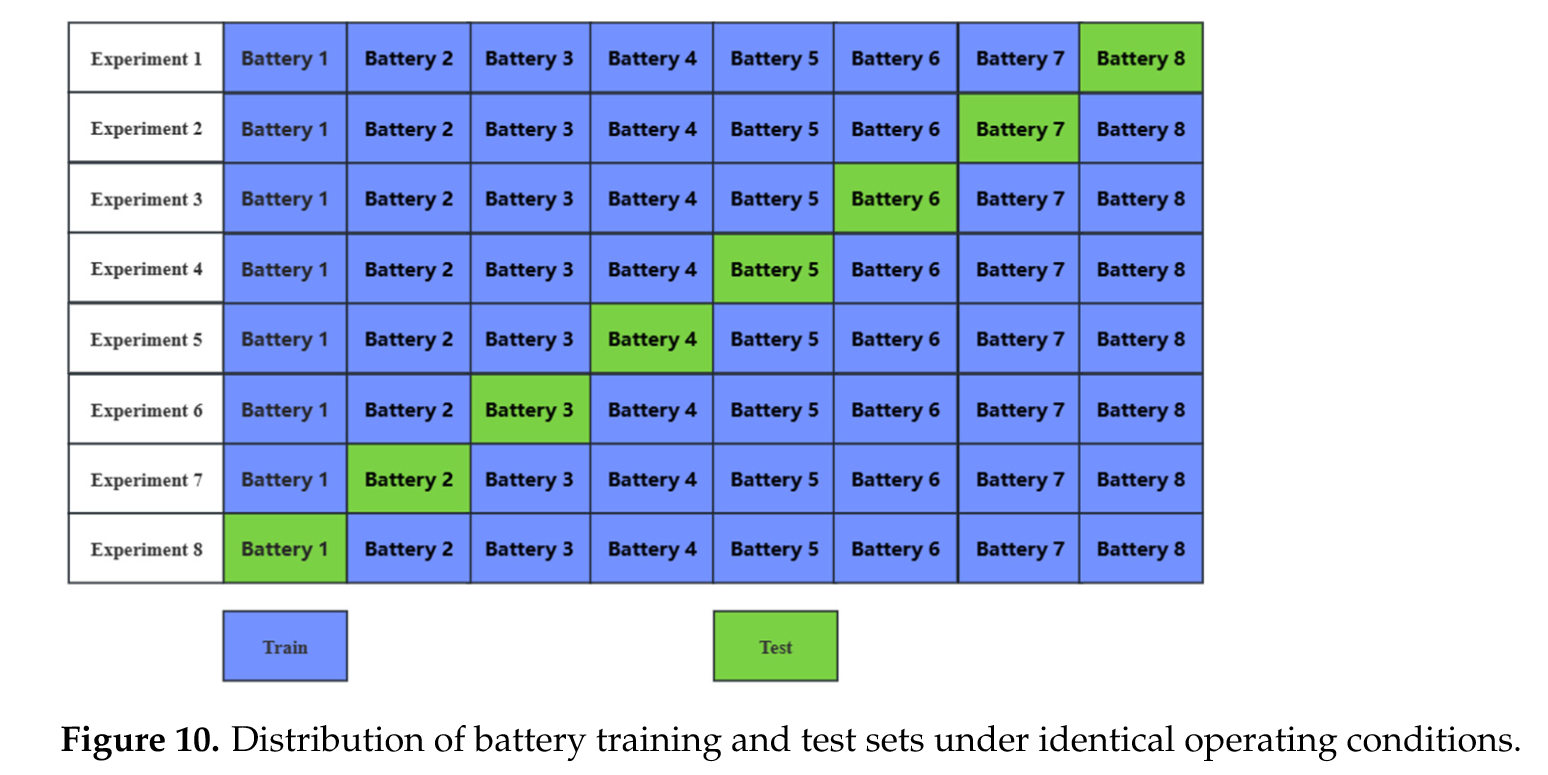 Experiment 1 Battery 1 Battery 2 Battery 3 Battery 4 Battery 5 Battery 6 Battery 7 Battery 8
Experiment 2 Battery 1 Battery 2 Battery 3 Battery 4 Battery 5 Battery 6 Battery 7 Battery 8
Experiment 3 Battery 1 Battery 2 Battery 3 Battery 4 Battery 5 Battery 6 Battery 7 Battery 8
Experiment 4 Battery 1 Battery 2 Battery 3 Battery 4 Battery 5 Battery 6 Battery 7 Battery 8
Experiment 5 Battery 1 Battery 2 Battery 3 Battery 4 Battery 5 Battery 6 Battery 7 Battery 8
Experiment 6 Battery 1 Battery 2 Battery 3 Battery 4 Battery 5 Battery 6 Battery 7 Battery 8
Experiment 7 Battery 1 Battery 2 Battery 3 Battery 4 Battery 5 Battery 6 Battery 7 Battery 8
Experiment 8 Battery 1 Battery 2 Battery 3 Battery 4 Battery 5 Battery 6 Battery 7 Battery 8
Train Test
Figure 10. Distribution of battery training and test sets under identical operating conditions.